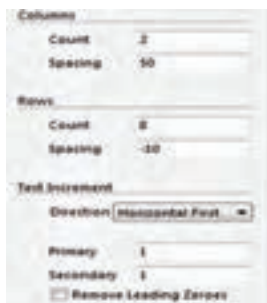 Columns
Count 2
Spacing 50
Rows
Count 8
Spacing -10
Text Increment
Direction Horizontal First
Primary 1
Secondary 1
Remove Leading Zeroes